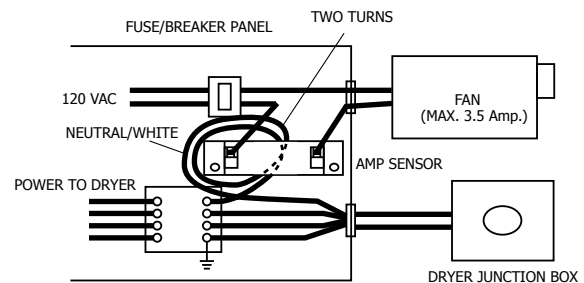 FUSE/BREAKER PANEL
TWO TURNS
120 VAC
FAN
(MAX. 3.5 Amp.)
NEUTRAL/WHITE
AMP SENSOR
POWER TO DRYER
DRYER JUNCTION BOX